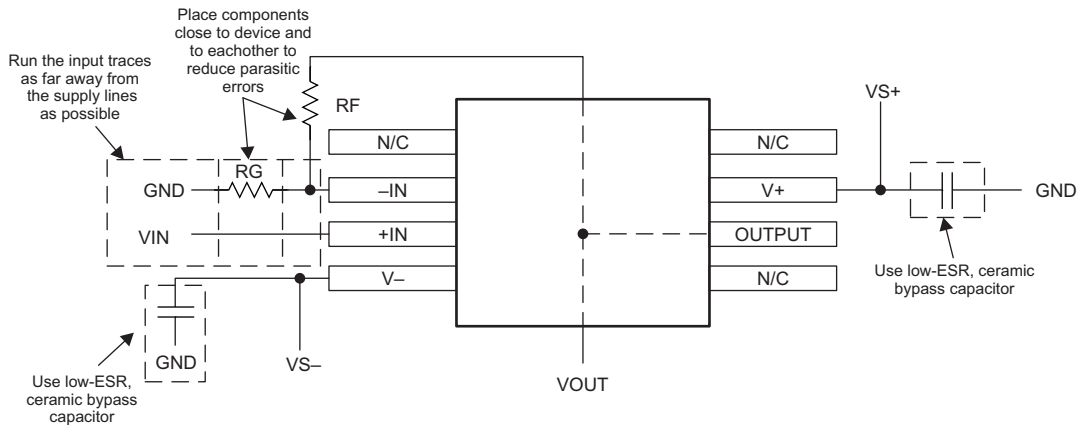 Place components
close to device and
to eachother to
reduce parasitic
errors
Run the input traces
as far away from
the supply lines
as possible
RF
VS+
N/C
N/C
RG
GND
–IN
V+
GND
VIN
+IN
OUTPUT
V–
N/C
Use low-ESR, ceramic
bypass capacitor
GND
VS–
VOUT
Use low-ESR,
ceramic bypass
capacitor